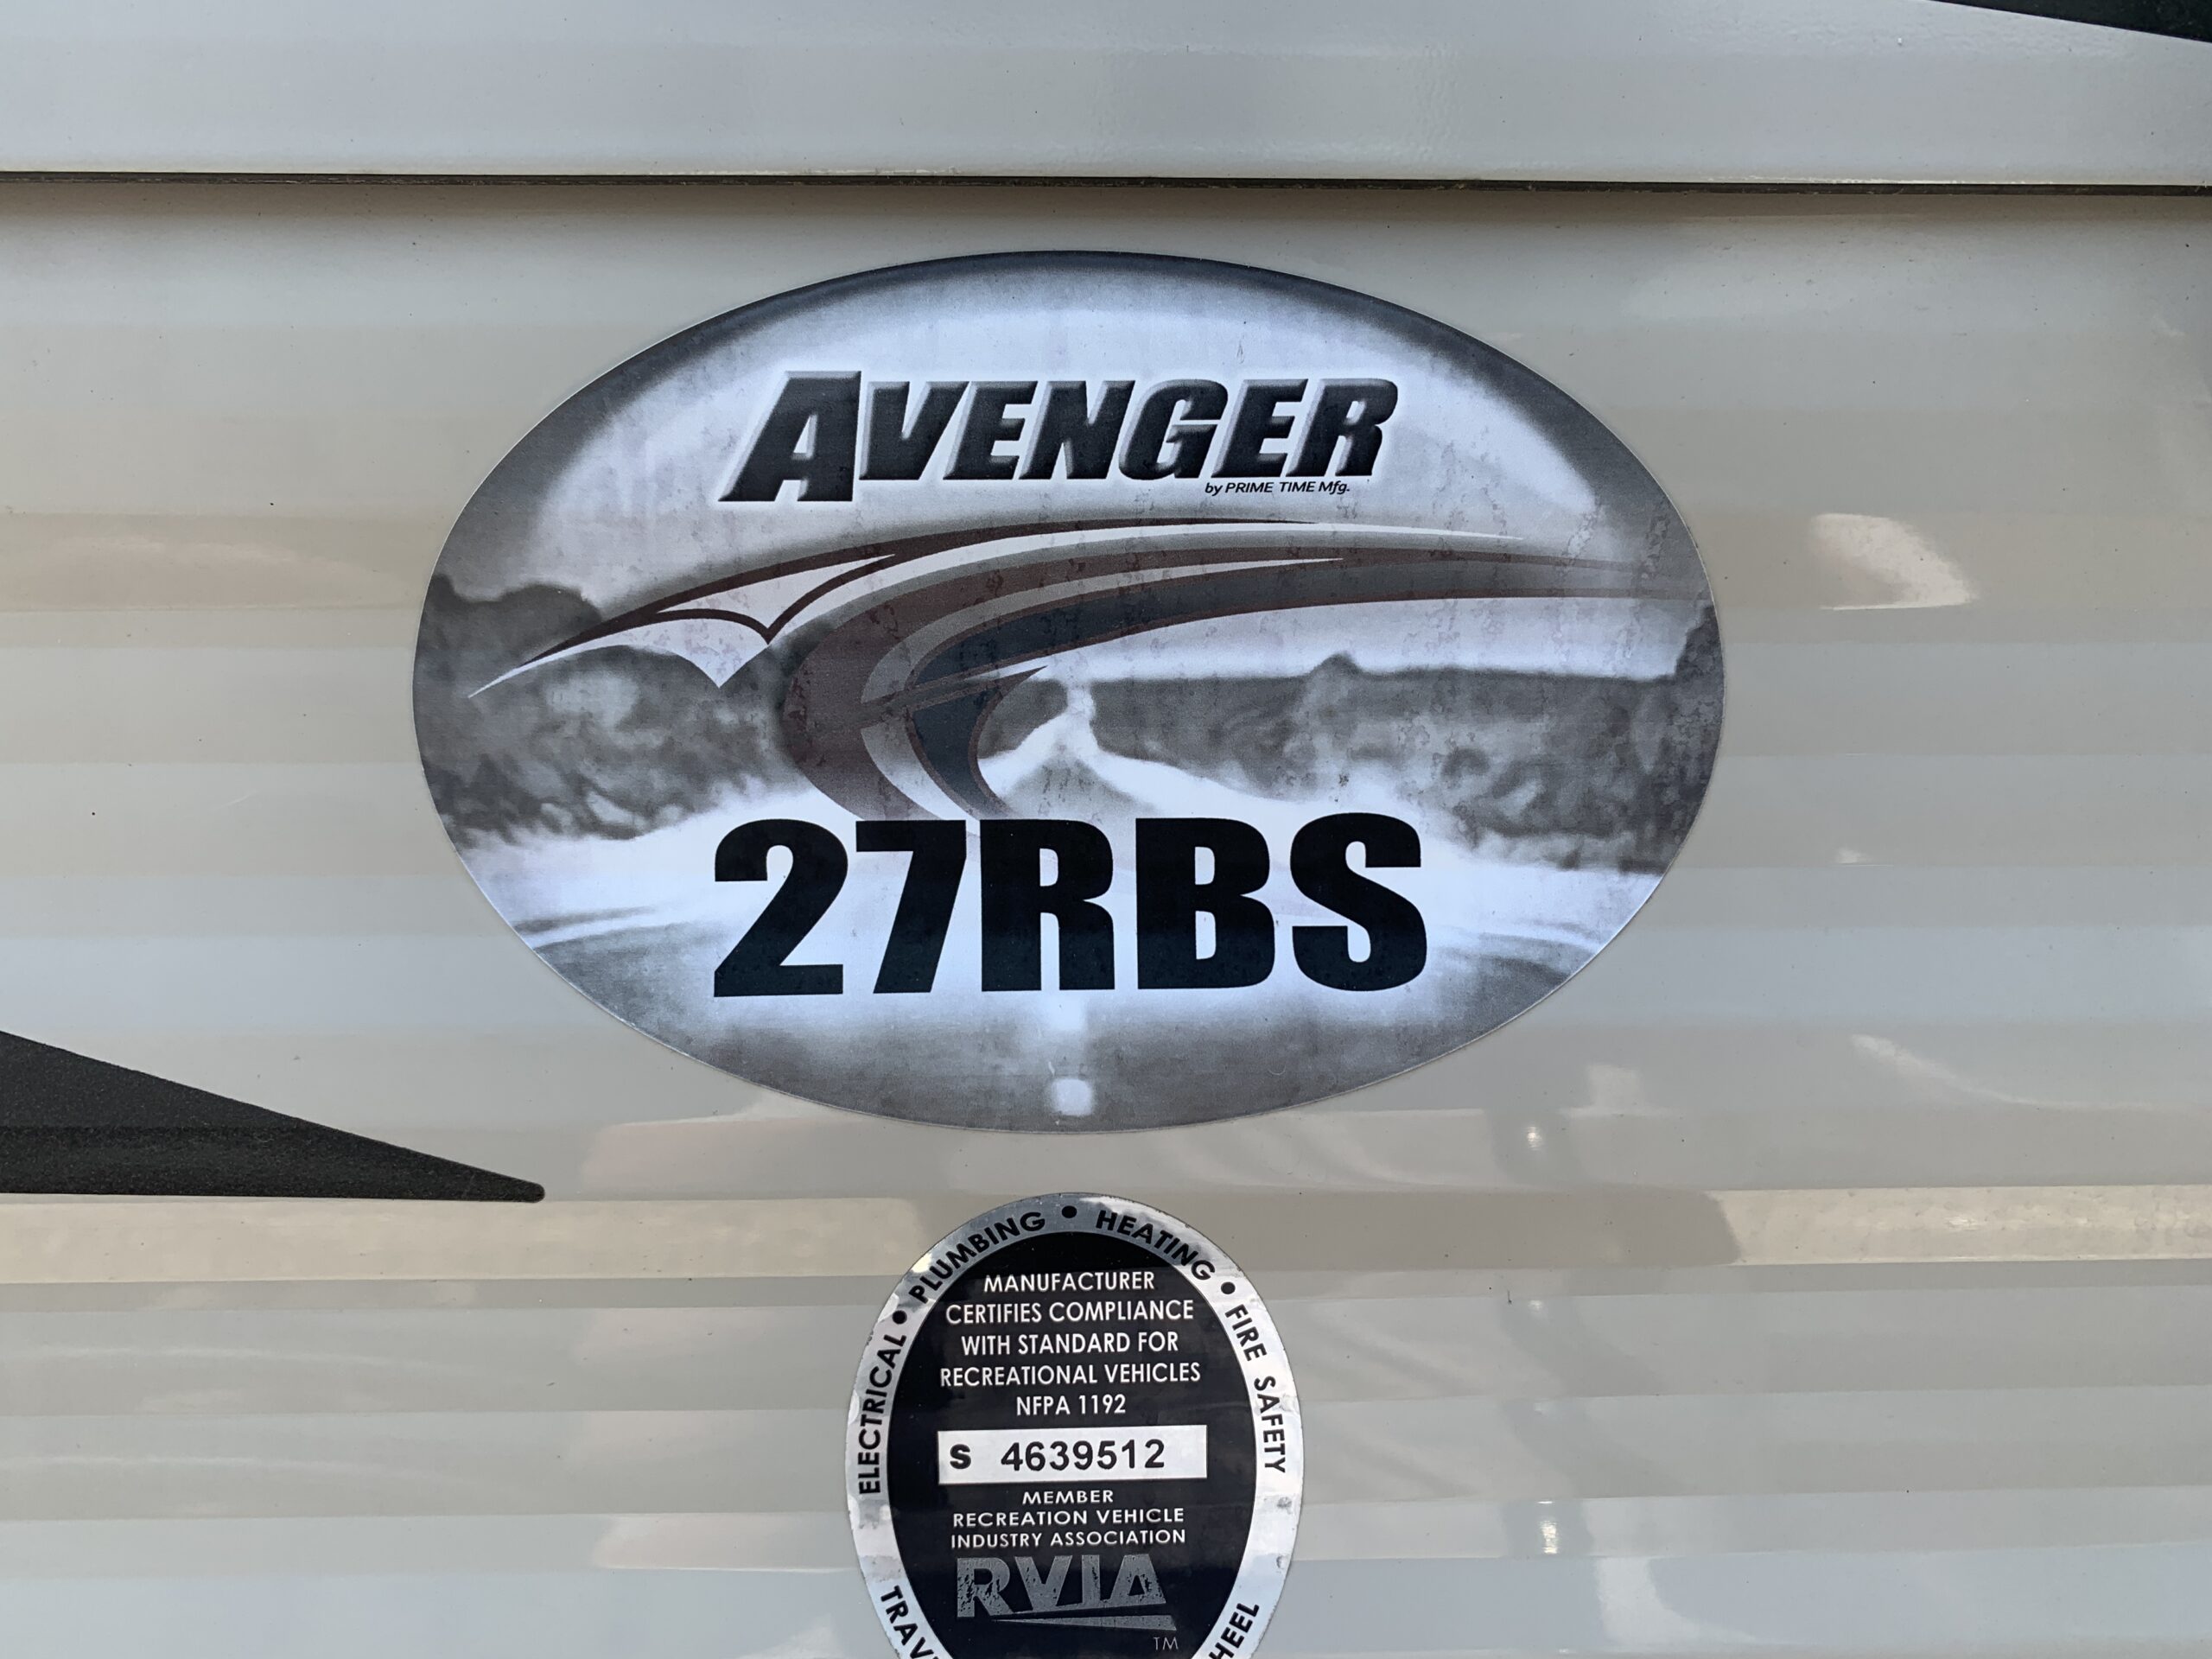 AVENGER
by PRIME TIME Mfg.
27RBS
ELECTRICAL • PLUMBING • HEATING • FIRE SAFETY
MANUFACTURER
CERTIFIES COMPLIANCE
WITH STANDARD FOR
RECREATIONAL VEHICLES
NFPA 1192
S 4639512
MEMBER
RECREATION VEHICLE
INDUSTRY ASSOCIATION
RVIA
TM